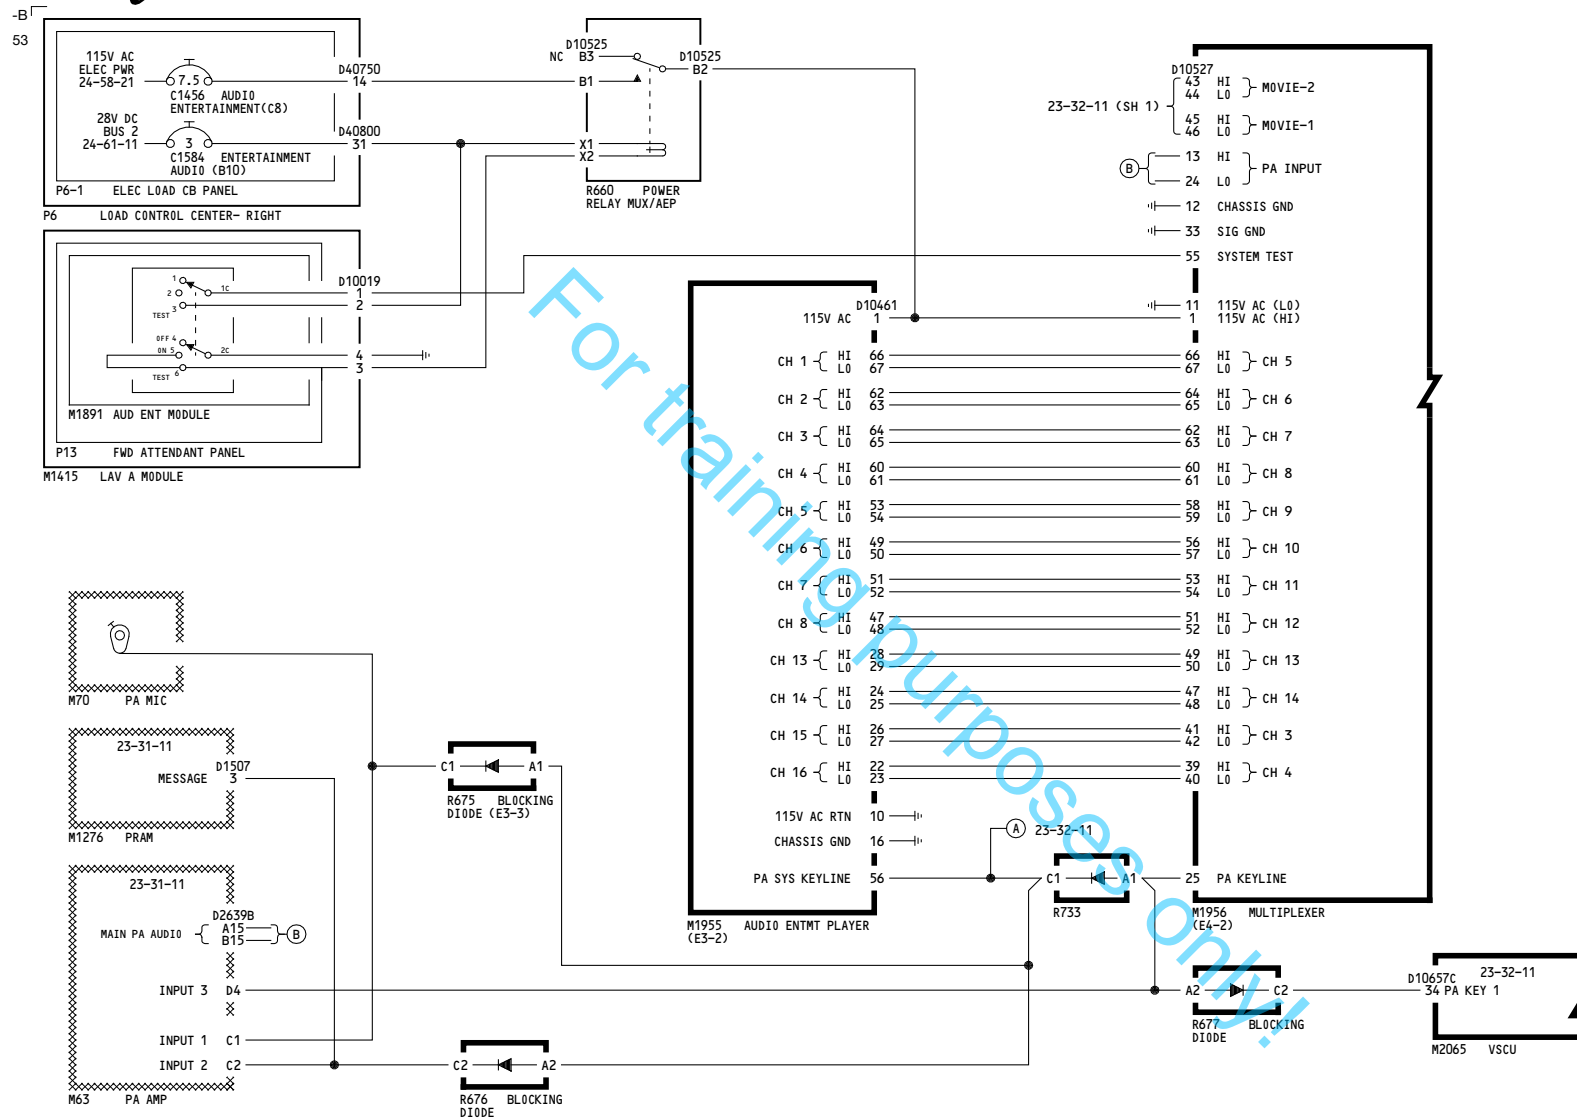 -B
53
115V AC
ELEC PWR
24-58-21
7.5
C1456 AUDIO
ENTERTAINMENT(C8)
D40750
14
28V DC
BUS 2
24-61-11
3
C1584 ENTERTAINMENT
AUDIO (B10)
D40800
31
P6-1 ELEC LOAD CB PANEL
P6 LOAD CONTROL CENTER- RIGHT
D10525
NC B3
B1
D10525
B2
X1
X2
R660 POWER
RELAY MUX/AEP
1
2
TEST 3
1C
OFF 4
ON 5
TEST 6
2C
D10019
1
2
4
3
M1891 AUD ENT MODULE
P13 FWD ATTENDANT PANEL
M1415 LAV A MODULE
D10527
23-32-11 (SH 1)
43 HI
44 LO
MOVIE-2
45 HI
46 LO
MOVIE-1
B
13 HI
24 LO
PA INPUT
12 CHASSIS GND
33 SIG GND
55 SYSTEM TEST
11 115V AC (LO)
1 115V AC (HI)
D10461
115V AC 1
CH 1 HI 66 66 HI CH 5
LO 67 67 LO
CH 2 HI 62 64 HI CH 6
LO 63 65 LO
CH 3 HI 64 62 HI CH 7
LO 65 63 LO
CH 4 HI 60 60 HI CH 8
LO 61 61 LO
CH 5 HI 53 58 HI CH 9
LO 54 59 LO
CH 6 HI 49 56 HI CH 10
LO 50 57 LO
CH 7 HI 51 53 HI CH 11
LO 52 54 LO
CH 8 HI 47 51 HI CH 12
LO 48 52 LO
CH 13 HI 28 49 HI CH 13
LO 29 50 LO
CH 14 HI 24 47 HI CH 14
LO 25 48 LO
CH 15 HI 26 41 HI CH 3
LO 27 42 LO
CH 16 HI 22 39 HI CH 4
LO 23 40 LO
115V AC RTN 10
CHASSIS GND 16
A 23-32-11
PA SYS KEYLINE 56
C1 A1
R733
25 PA KEYLINE
M1955 AUDIO ENTMT PLAYER
(E3-2)
M1956 MULTIPLEXER
(E4-2)
M70 PA MIC
23-31-11
D1507
MESSAGE 3
M1276 PRAM
C1 A1
R675 BLOCKING
DIODE (E3-3)
23-31-11
D2639B
MAIN PA AUDIO A15
B15
B
INPUT 3 D4
INPUT 1 C1
INPUT 2 C2
M63 PA AMP
C2 A2
R676 BLOCKING
DIODE
A2 C2
R677 BLOCKING
DIODE
D10657C
23-32-11
34 PA KEY 1
M2065 VSCU
For training purposes only!